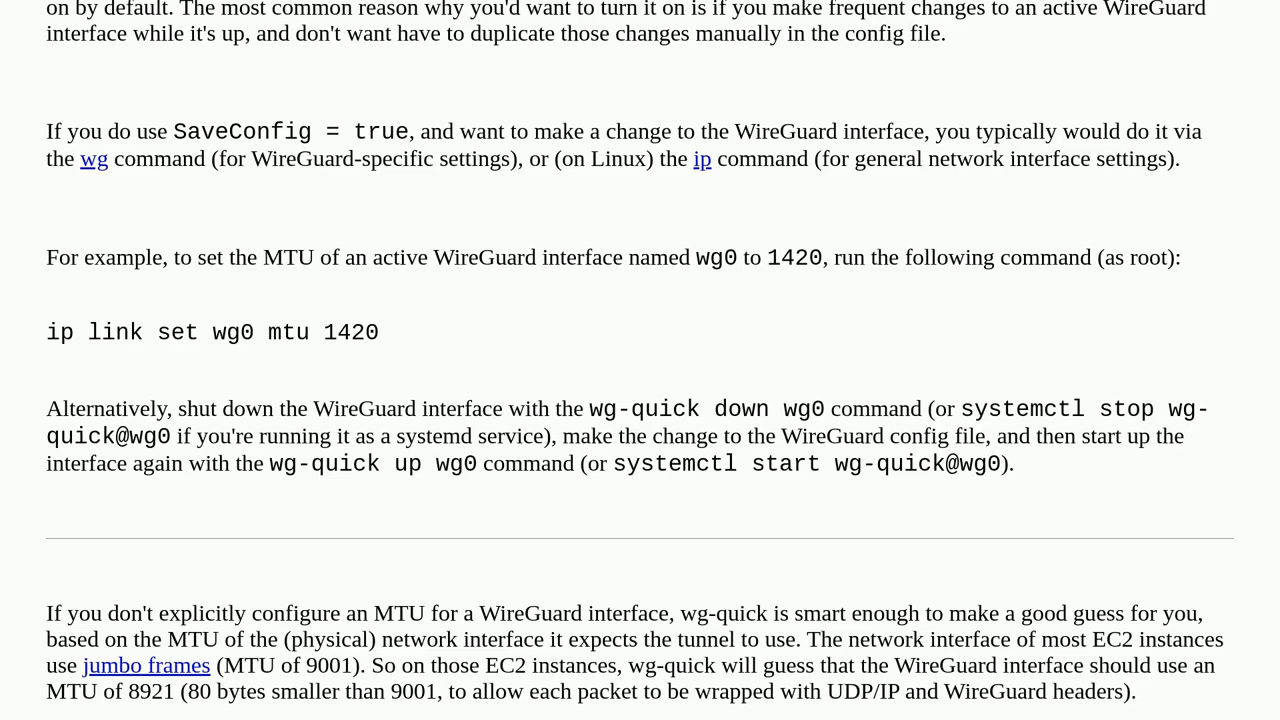 on by default. The most common reason why you'd want to turn it on is if you make frequent changes to an active WireGuard
interface while it's up, and don't want have to duplicate those changes manually in the config file.
If you do use SaveConfig = true, and want to make a change to the WireGuard interface, you typically would do it via
the wg command (for WireGuard-specific settings), or (on Linux) the ip command (for general network interface settings).
For example, to set the MTU of an active WireGuard interface named wg0 to 1420, run the following command (as root):
ip link set wg0 mtu 1420
Alternatively, shut down the WireGuard interface with the wg-quick down wg0 command (or systemctl stop wg-
quick@wg0 if you're running it as a systemd service), make the change to the WireGuard config file, and then start up the
interface again with the wg-quick up wg0 command (or systemctl start wg-quick@wg0).
If you don't explicitly configure an MTU for a WireGuard interface, wg-quick is smart enough to make a good guess for you,
based on the MTU of the (physical) network interface it expects the tunnel to use. The network interface of most EC2 instances
use jumbo frames (MTU of 9001). So on those EC2 instances, wg-quick will guess that the WireGuard interface should use an
MTU of 8921 (80 bytes smaller than 9001, to allow each packet to be wrapped with UDP/IP and WireGuard headers).